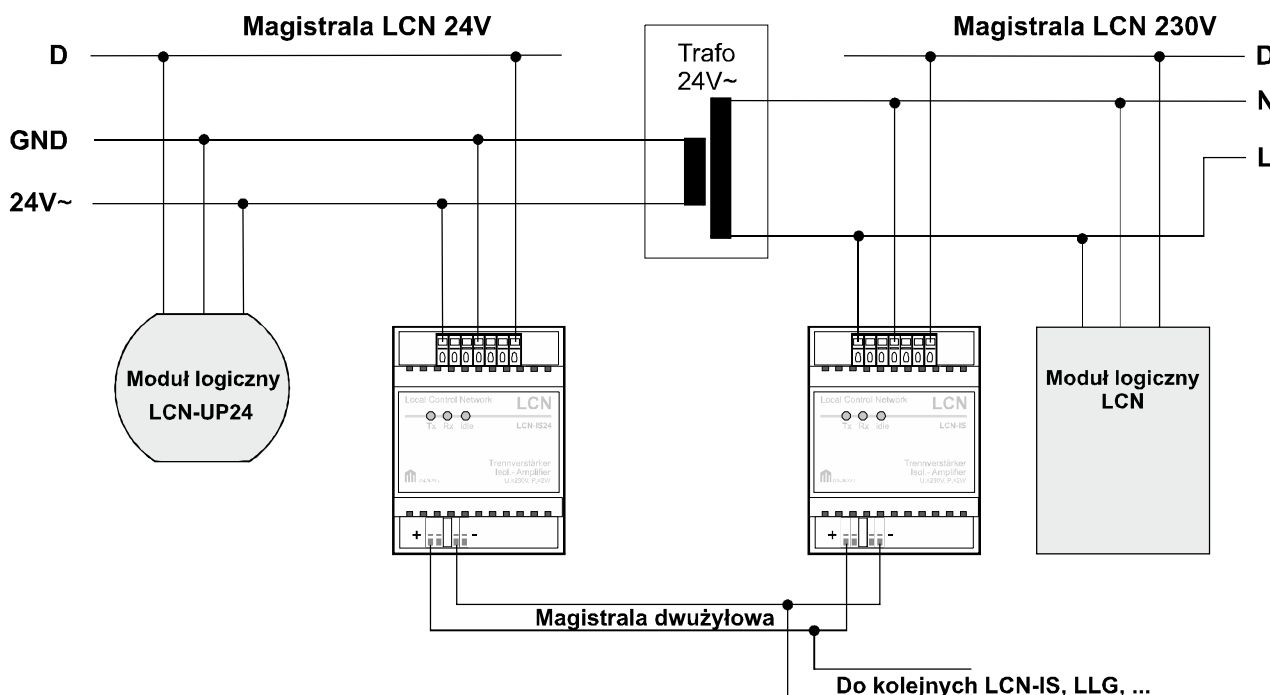 Magistrala LCN 24V
Magistrala LCN 230V
D
GND
24V~
Trafo
24V~
D
N
L
Moduł logiczny
LCN-UP24
Local Control Network LCN
Tx Rx Idle LCN-IS24
Trennverstärker
Isol.- Amplifier
+ -
Local Control Network LCN
Tx Rx Idle LCN-IS
Trennverstärker
Isol.- Amplifier
+ -
Moduł logiczny
LCN
Magistrala dwużyłowa
Do kolejnych LCN-IS, LLG, ...